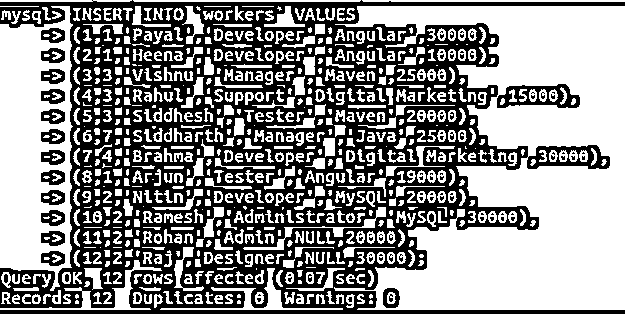 mysql> INSERT INTO `workers` VALUES
-> (1,1,'Payal','Developer','Angular',30000),
-> (2,1,'Heena','Developer','Angular',10000),
-> (3,3,'Vishnu','Manager','Maven',25000),
-> (4,3,'Rahul','Support','Digital Marketing',15000),
-> (5,3,'Siddhesh','Tester','Maven',20000),
-> (6,7,'Siddharth','Manager','Java',25000),
-> (7,4,'Brahma','Developer','Digital Marketing',30000),
-> (8,1,'Arjun','Tester','Angular',19000),
-> (9,2,'Nitin','Developer','MySQL',20000),
-> (10,2,'Ramesh','Administrator','MySQL',30000),
-> (11,2,'Rohan','Admin',NULL,20000),
-> (12,2,'Raj','Designer',NULL,30000);
Query OK, 12 rows affected (0.07 sec)
Records: 12  Duplicates: 0  Warnings: 0